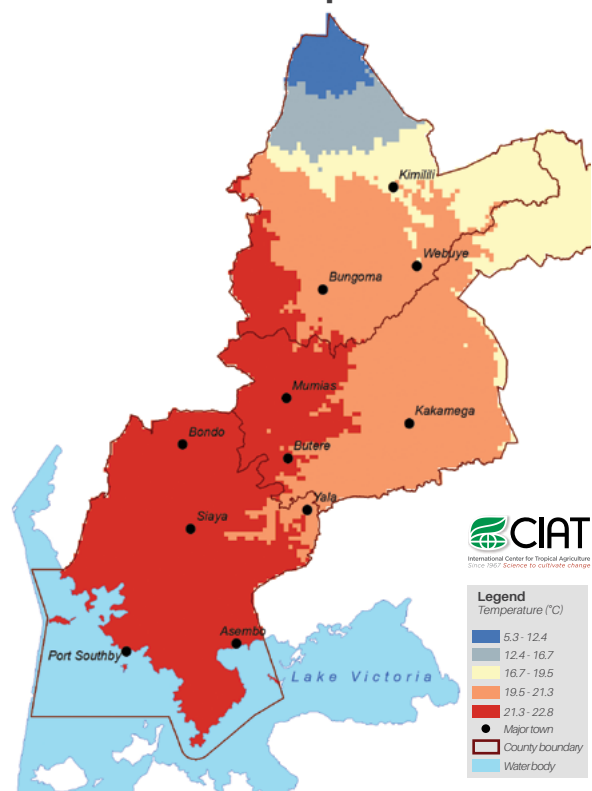 Kimilili
Webuye
Bungoma
Mumias
Kakamega
Bondo
Butere
Yala
Siaya
CIAT
International Center for Tropical Agriculture
Since 1967 Science to cultivate change
Legend
Temperature (°C)
5.3 - 12.4
12.4 - 16.7
16.7 - 19.5
19.5 - 21.3
21.3 - 22.8
Major town
County boundary
Water body
Asembo
Port Southby
Lake Victoria